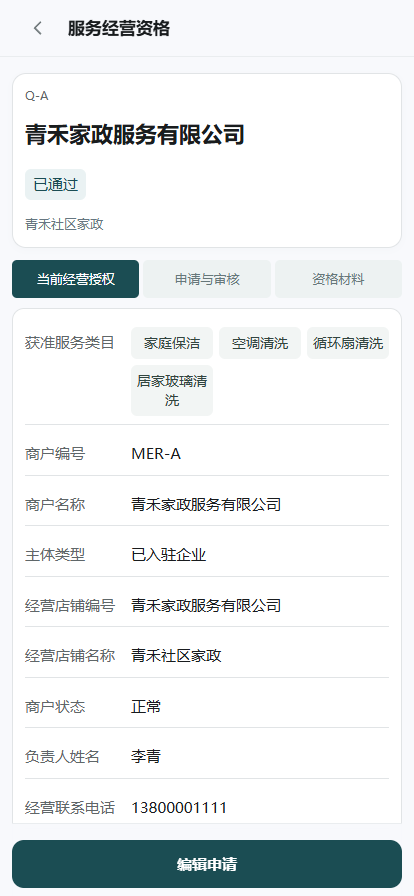 服务经营资格
Q-A
青禾家政服务有限公司
已通过
青禾社区家政
当前经营授权 申请与审核 资格材料
获准服务类目 家庭保洁 空调清洗 循环扇清洗
居家玻璃清
洗
商户编号 MER-A
商户名称 青禾家政服务有限公司
主体类型 已入驻企业
经营店铺编号 青禾家政服务有限公司
经营店铺名称 青禾社区家政
商户状态 正常
负责人姓名 李青
经营联系电话 13800001111
编辑申请